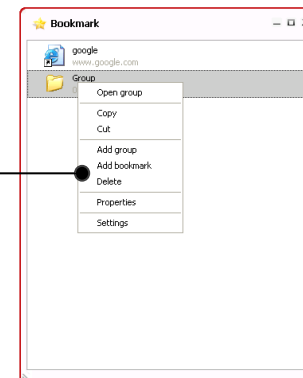 Bookmark
google
www.google.com
Group
Open group
Copy
Cut
Add group
Add bookmark
Delete
Properties
Settings